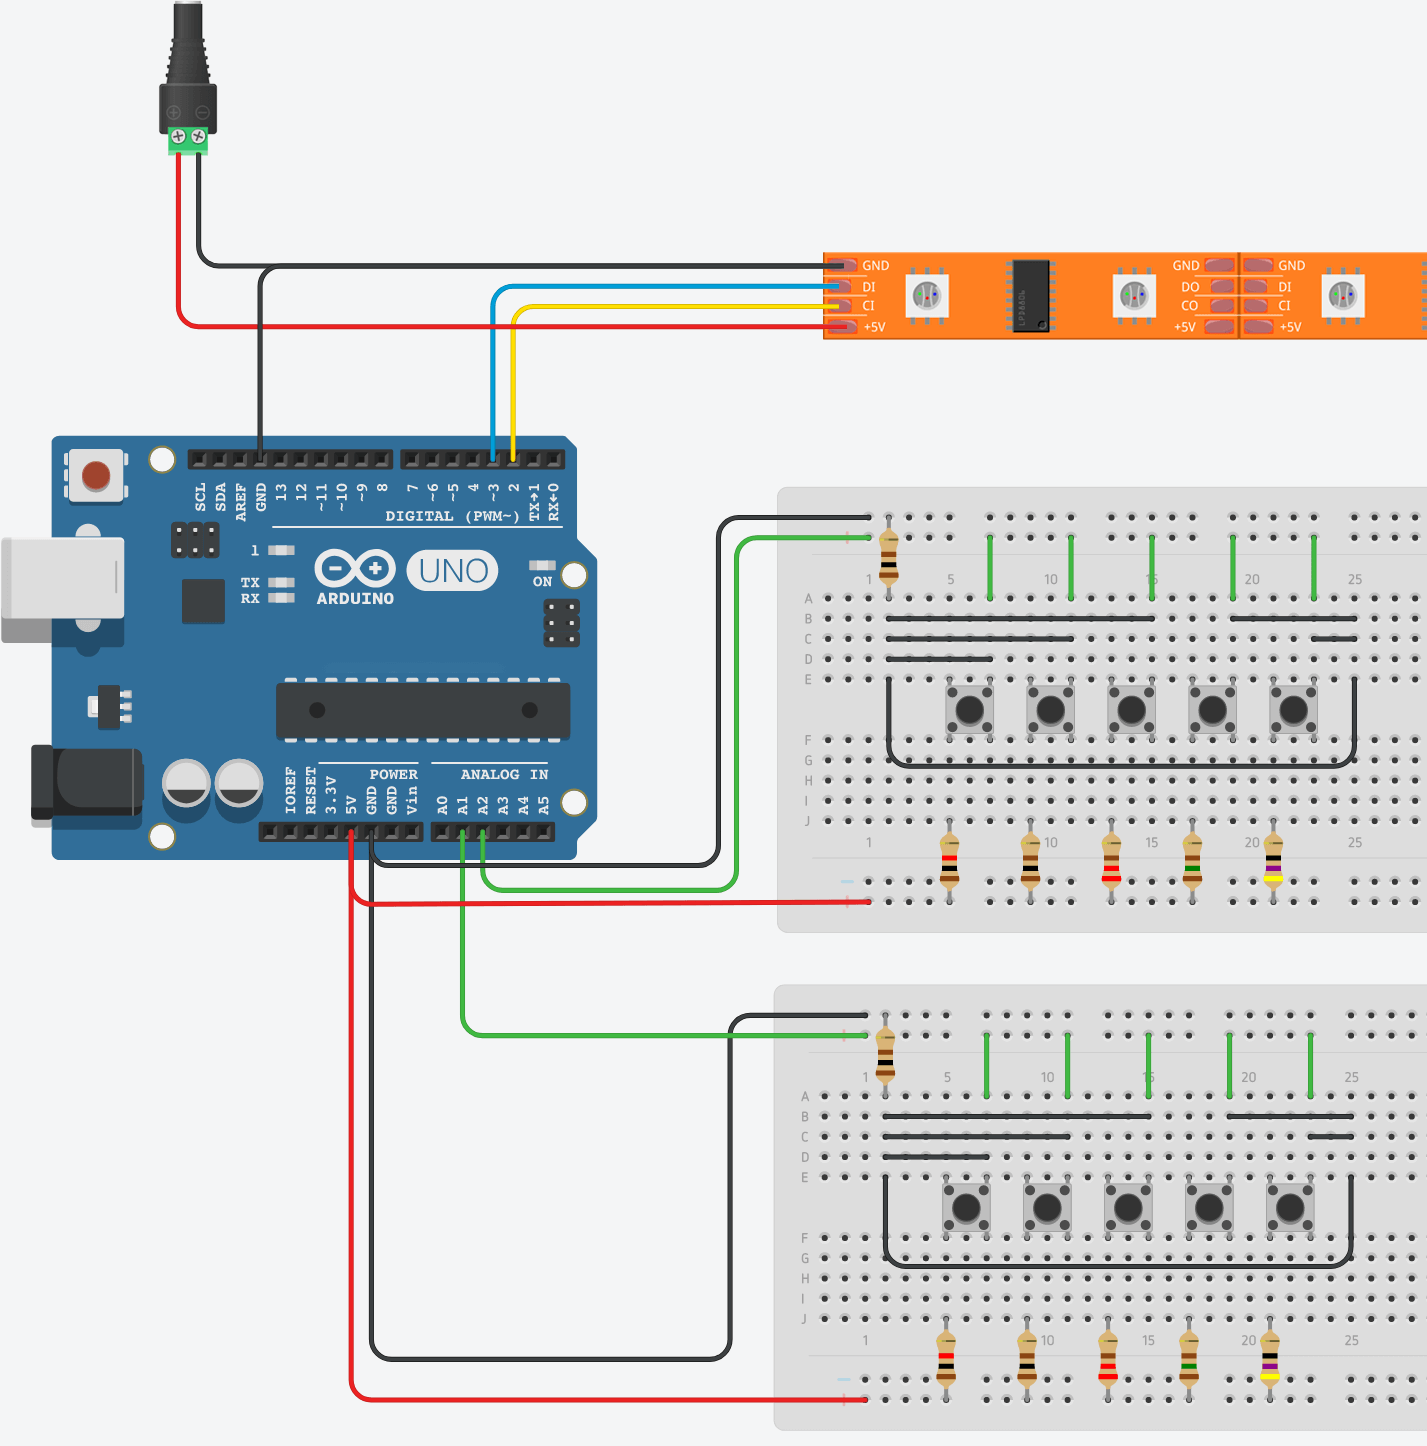 GND
DI
CI
+5V
GND
DO
CO
+5V
GND
DI
CI
+5V
LPD8806
SCL
SDA
AREF
GND
13
12
~11
~10
~9
8
7
~6
~5
4
~3
2
TX→1
RX←0
DIGITAL (PWM~)
1
TX
RX
ARDUINO
UNO
ON
IOREF
RESET
3.3V
5V
GND
GND
Vin
POWER
ANALOG IN
A0
A1
A2
A3
A4
A5
1 5 10 15 20 25
A
B
C
D
E
F
G
H
I
J
1 10 15 20 25
1 5 10 15 20 25
A
B
C
D
E
F
G
H
I
J
1 10 15 20 25